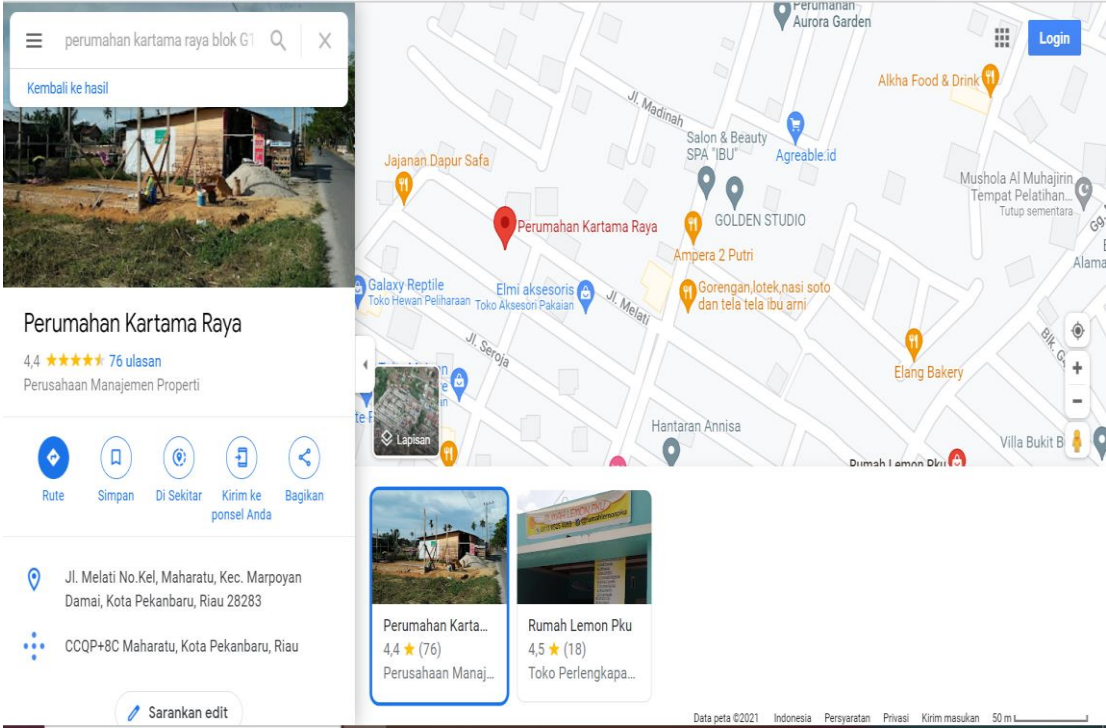 perumahan kartama raya blok G1
Kembali ke hasil
Perumahan Kartama Raya
4,4
76 ulasan
Perusahaan Manajemen Properti
Rute
Simpan
Di Sekitar
Kirim ke
ponsel Anda
Bagikan
Jl. Melati No.Kel, Maharatu, Kec. Marpoyan
Damai, Kota Pekanbaru, Riau 28283
CCQP+8C Maharatu, Kota Pekanbaru, Riau
Sarankan edit
Perumahan
Aurora Garden
Login
Alkha Food & Drink
Jl. Madinah
Salon & Beauty
SPA "IBU"
Agreable.id
Jajanan Dapur Safa
Mushola Al Muhajirin
Tempat Pelatihan...
Tutup sementara
Gg.
GOLDEN STUDIO
Perumahan Kartama Raya
Ampera 2 Putri
Alama
Galaxy Reptile
Toko Hewan Peliharaan
Elmi aksesoris
Toko Aksesori Pakaian
Jl. Melati
Gorengan,lotek,nasi soto
dan tela tela ibu arni
Jl. Seroja
Blk. G
Elang Bakery
Lapisan
Hantaran Annisa
Villa Bukit B
Rumah Lemon Pku
Perumahan Karta...
4,4 ★ (76)
Perusahaan Manaj...
Rumah Lemon Pku
4,5 ★ (18)
Toko Perlengkapa...
Data peta ©2021
Indonesia
Persyaratan
Privasi
Kirim masukan
50 m